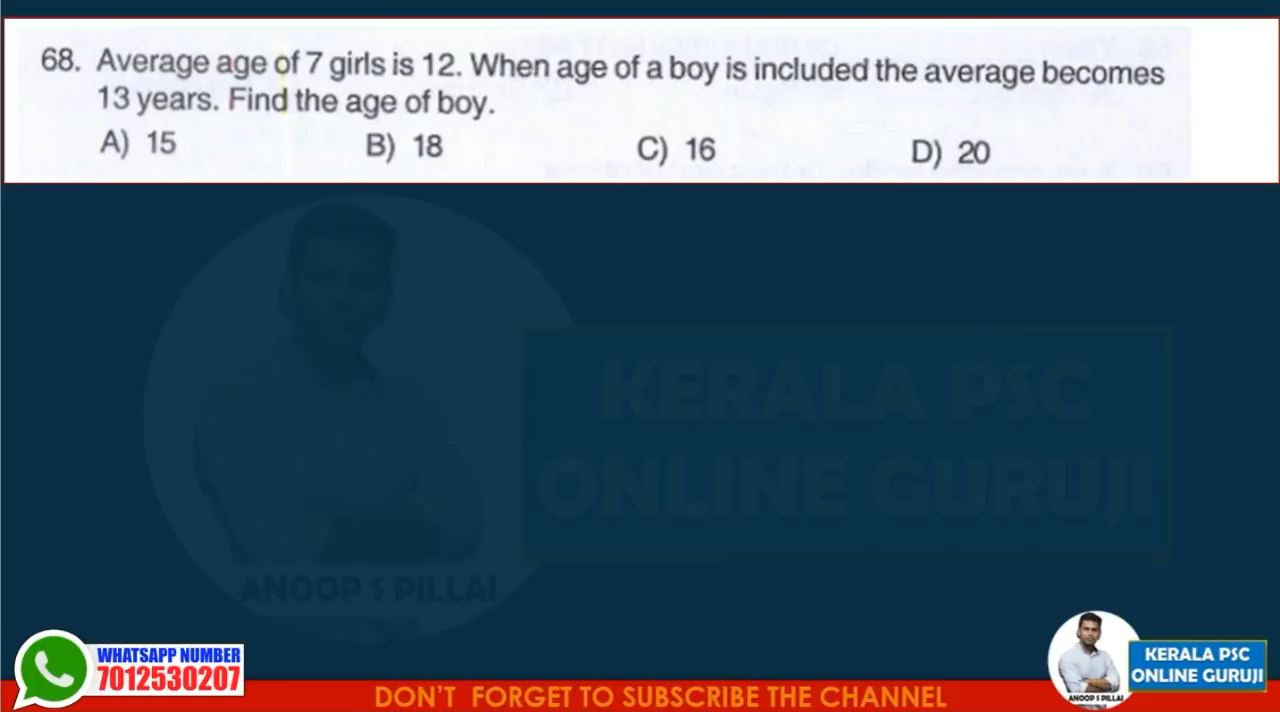 68. Average age of 7 girls is 12. When age of a boy is included the average becomes
13 years. Find the age of boy.
A) 15 B) 18 C) 16 D) 20
KERALA PSC
ONLINE GURUJI
ANOOP S PILLAI
WHATSAPP NUMBER
7012530207
DON'T FORGET TO SUBSCRIBE THE CHANNEL
ANOOP S PILLAI
KERALA PSC
ONLINE GURUJI